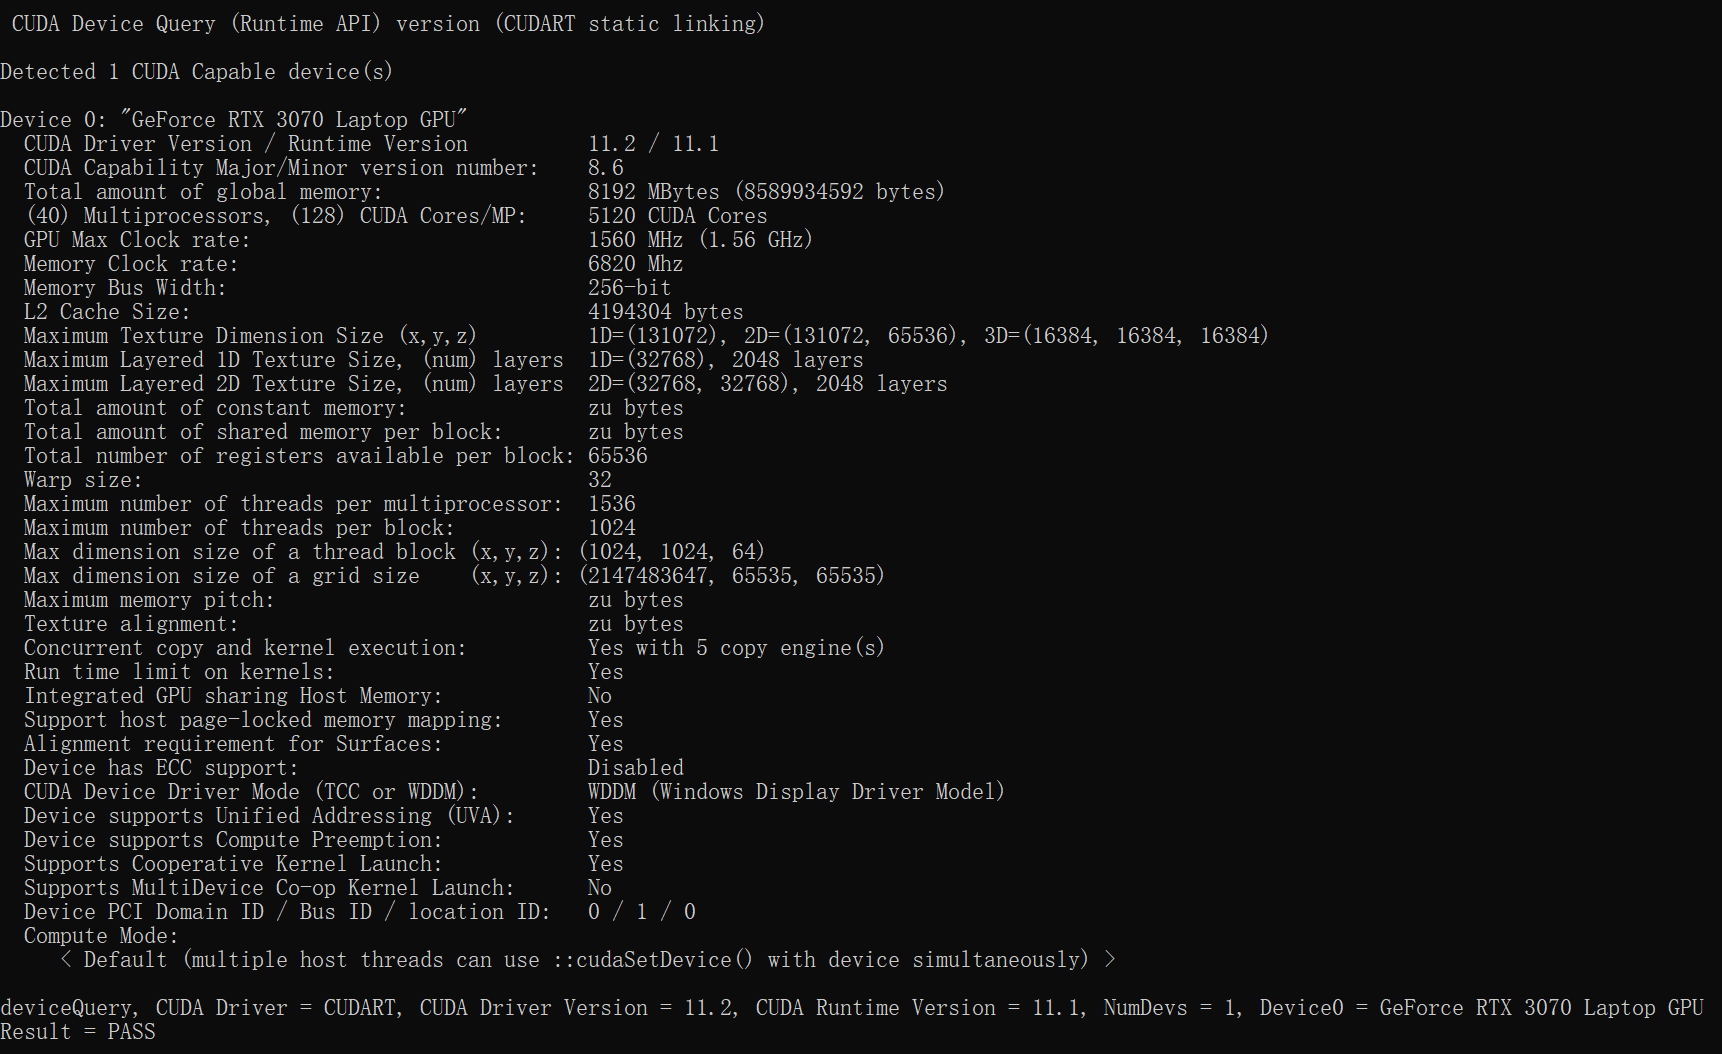 CUDA Device Query (Runtime API) version (CUDART static linking)
Detected 1 CUDA Capable device(s)
Device 0: "GeForce RTX 3070 Laptop GPU"
CUDA Driver Version / Runtime Version 11.2 / 11.1
CUDA Capability Major/Minor version number: 8.6
Total amount of global memory: 8192 MBytes (8589934592 bytes)
(40) Multiprocessors, (128) CUDA Cores/MP: 5120 CUDA Cores
GPU Max Clock rate: 1560 MHz (1.56 GHz)
Memory Clock rate: 6820 Mhz
Memory Bus Width: 256-bit
L2 Cache Size: 4194304 bytes
Maximum Texture Dimension Size (x,y,z) 1D=(131072), 2D=(131072, 65536), 3D=(16384, 16384, 16384)
Maximum Layered 1D Texture Size, (num) layers 1D=(32768), 2048 layers
Maximum Layered 2D Texture Size, (num) layers 2D=(32768, 32768), 2048 layers
Total amount of constant memory: zu bytes
Total amount of shared memory per block: zu bytes
Total number of registers available per block: 65536
Warp size: 32
Maximum number of threads per multiprocessor: 1536
Maximum number of threads per block: 1024
Max dimension size of a thread block (x,y,z): (1024, 1024, 64)
Max dimension size of a grid size (x,y,z): (2147483647, 65535, 65535)
Maximum memory pitch: zu bytes
Texture alignment: zu bytes
Concurrent copy and kernel execution: Yes with 5 copy engine(s)
Run time limit on kernels: Yes
Integrated GPU sharing Host Memory: No
Support host page-locked memory mapping: Yes
Alignment requirement for Surfaces: Yes
Device has ECC support: Disabled
CUDA Device Driver Mode (TCC or WDDM): WDDM (Windows Display Driver Model)
Device supports Unified Addressing (UVA): Yes
Device supports Compute Preemption: Yes
Supports Cooperative Kernel Launch: Yes
Supports MultiDevice Co-op Kernel Launch: No
Device PCI Domain ID / Bus ID / location ID: 0 / 1 / 0
Compute Mode:
< Default (multiple host threads can use ::cudaSetDevice() with device simultaneously) >
deviceQuery, CUDA Driver = CUDART, CUDA Driver Version = 11.2, CUDA Runtime Version = 11.1, NumDevs = 1, Device0 = GeForce RTX 3070 Laptop GPU
Result = PASS